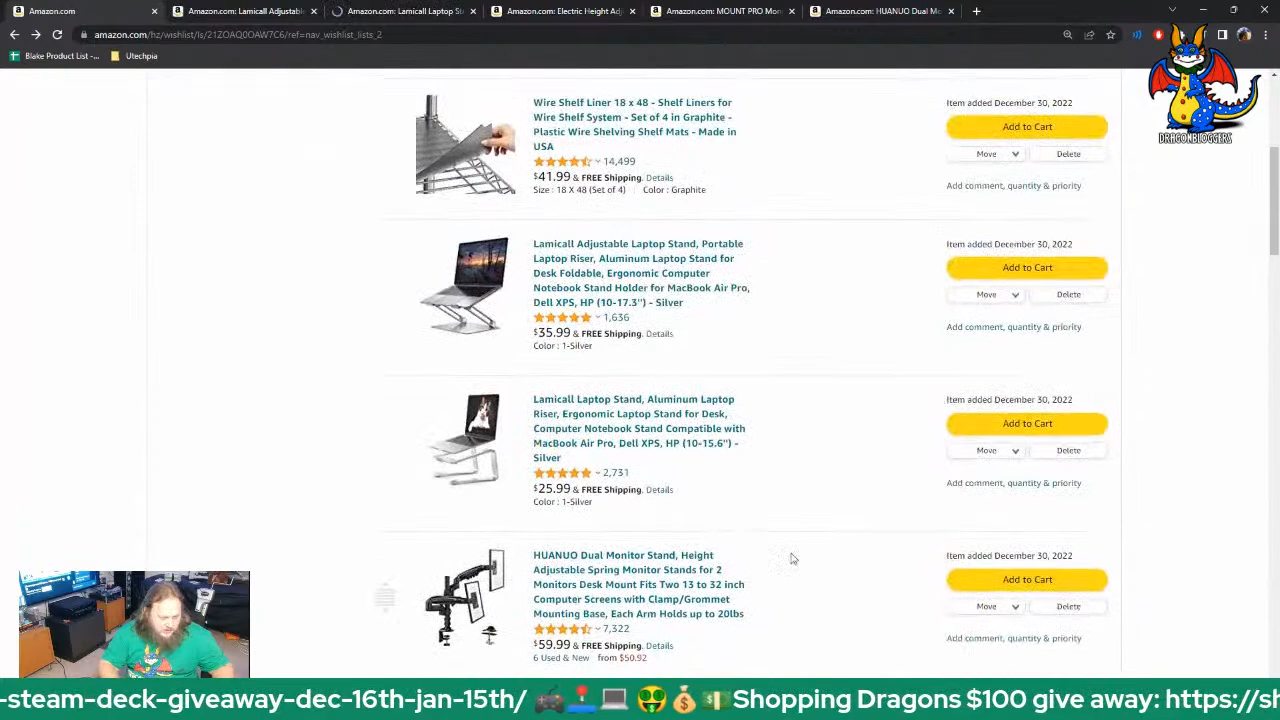 Amazon.com
Amazon.com: Lamicall Adjustable
Amazon.com: Lamicall Laptop St
Amazon.com: Electric Height Adj
Amazon.com: MOUNT PRO Mon
Amazon.com: HUANUO Dual M
amazon.com/hz/wishlist/ls/21ZOAQ0OAW7C6/ref=nav_wishlist_lists_2
Blake Product List -...
Utechpia
DRAGONBLOGGERS
Wire Shelf Liner 18 x 48 - Shelf Liners for
Wire Shelf System - Set of 4 in Graphite -
Plastic Wire Shelving Shelf Mats - Made in
USA
14,499
$41.99 & FREE Shipping. Details
Size : 18 X 48 (Set of 4) Color : Graphite
Item added December 30, 2022
Add to Cart
Move
Delete
Add comment, quantity & priority
Lamicall Adjustable Laptop Stand, Portable
Laptop Riser, Aluminum Laptop Stand for
Desk Foldable, Ergonomic Computer
Notebook Stand Holder for MacBook Air Pro,
Dell XPS, HP (10-17.3") - Silver
1,636
$35.99 & FREE Shipping. Details
Color : 1-Silver
Item added December 30, 2022
Add to Cart
Move
Delete
Add comment, quantity & priority
Lamicall Laptop Stand, Aluminum Laptop
Riser, Ergonomic Laptop Stand for Desk,
Computer Notebook Stand Compatible with
MacBook Air Pro, Dell XPS, HP (10-15.6") -
Silver
2,731
$25.99 & FREE Shipping. Details
Color : 1-Silver
Item added December 30, 2022
Add to Cart
Move
Delete
Add comment, quantity & priority
HUANUO Dual Monitor Stand, Height
Adjustable Spring Monitor Stands for 2
Monitors Desk Mount Fits Two 13 to 32 inch
Computer Screens with Clamp/Grommet
Mounting Base, Each Arm Holds up to 20lbs
7,322
$59.99 & FREE Shipping. Details
6 Used & New from $50.92
Item added December 30, 2022
Add to Cart
Move
Delete
Add comment, quantity & priority
-steam-deck-giveaway-dec-16th-jan-15th/ 🎮🕹️💻 🤑💰💵Shopping Dragons $100 give away: https://sh